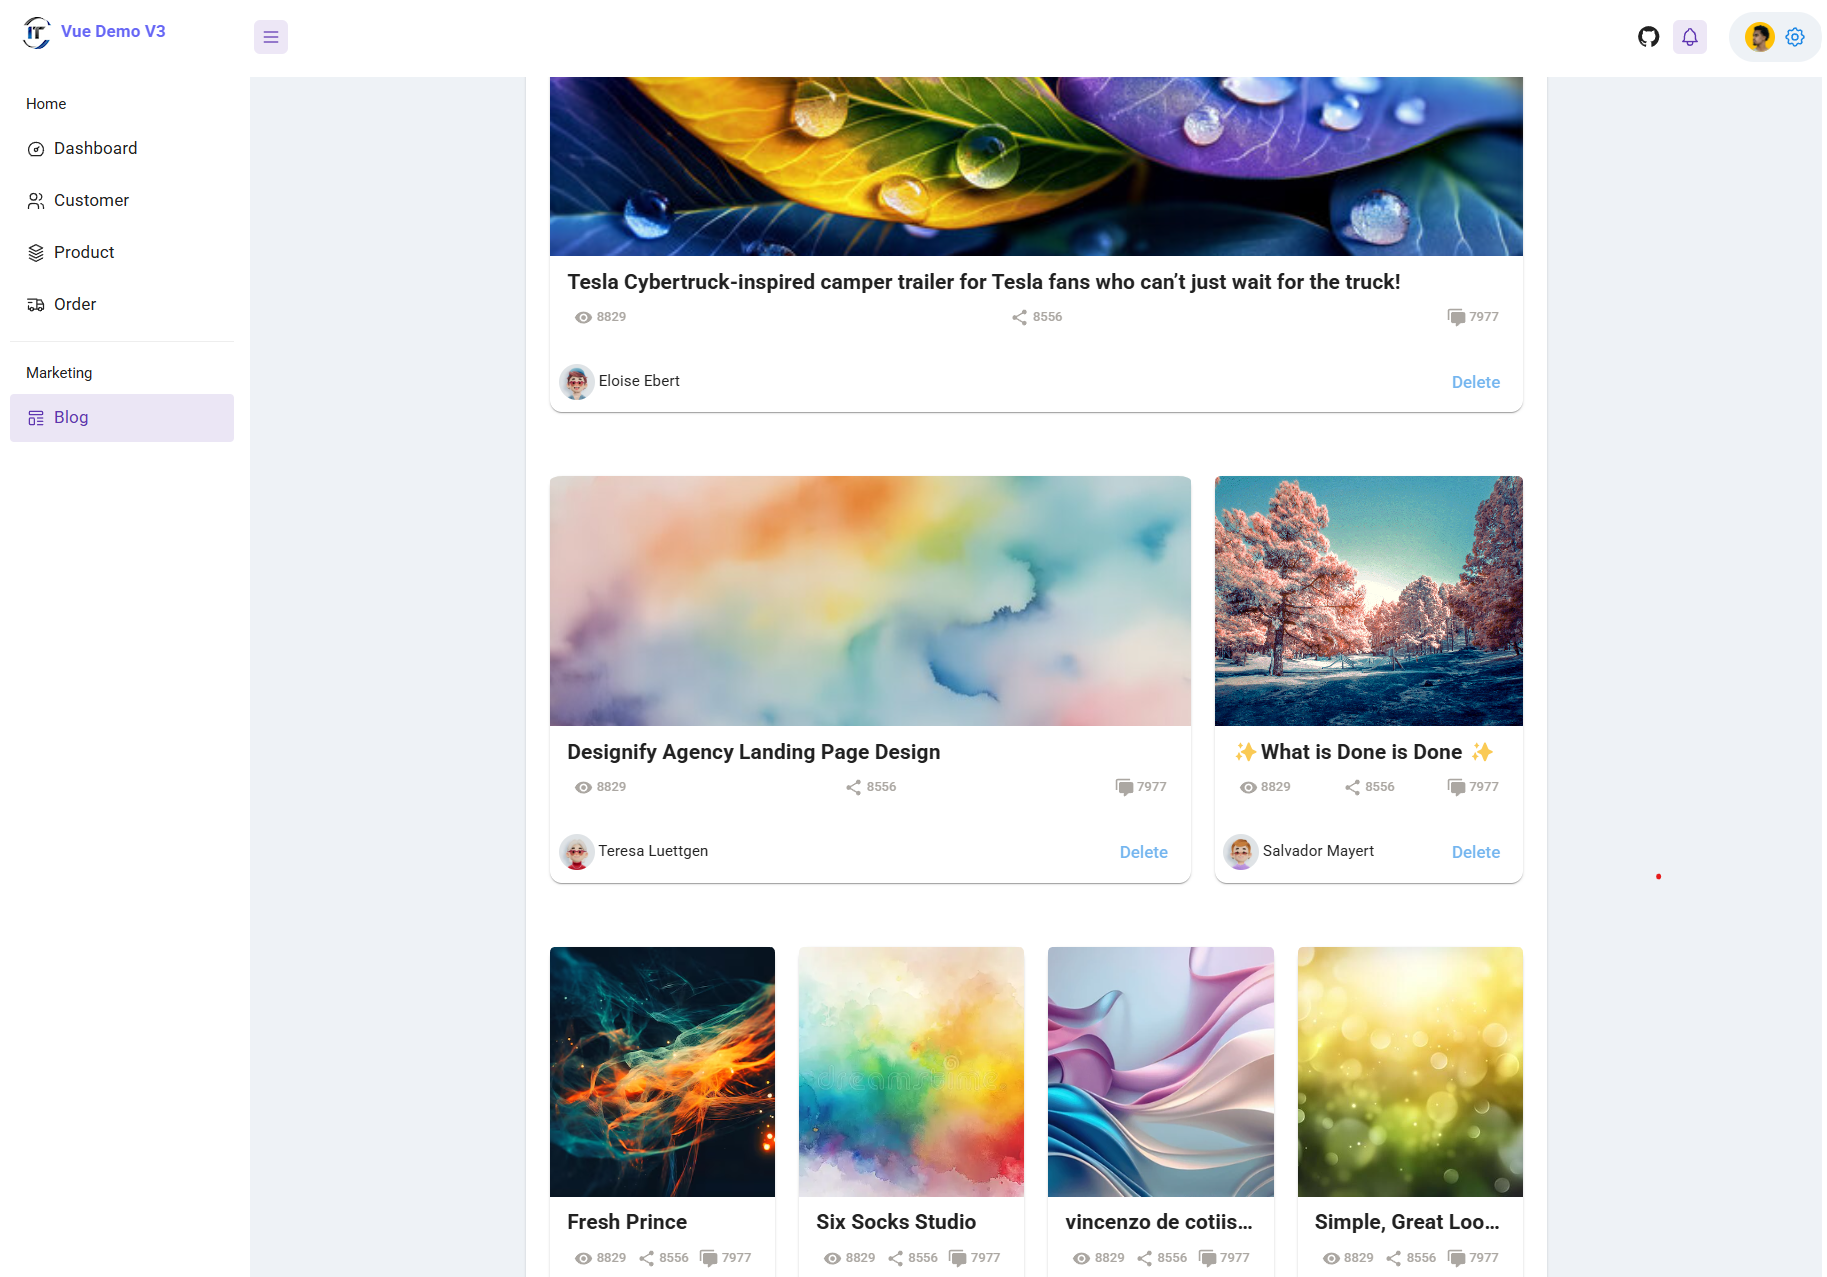 IT Vue Demo V3
Home
Dashboard
Customer
Product
Order
Marketing
Blog
Tesla Cybertruck-inspired camper trailer for Tesla fans who can’t just wait for the truck!
8829 8556 7977
Eloise Ebert Delete
Designify Agency Landing Page Design
8829 8556 7977
Teresa Luettgen Delete
✨What is Done is Done ✨
8829 8556 7977
Salvador Mayert Delete
dreamstime
Fresh Prince
8829 8556 7977
Six Socks Studio
8829 8556 7977
vincenzo de cotiis…
8829 8556 7977
Simple, Great Loo…
8829 8556 7977